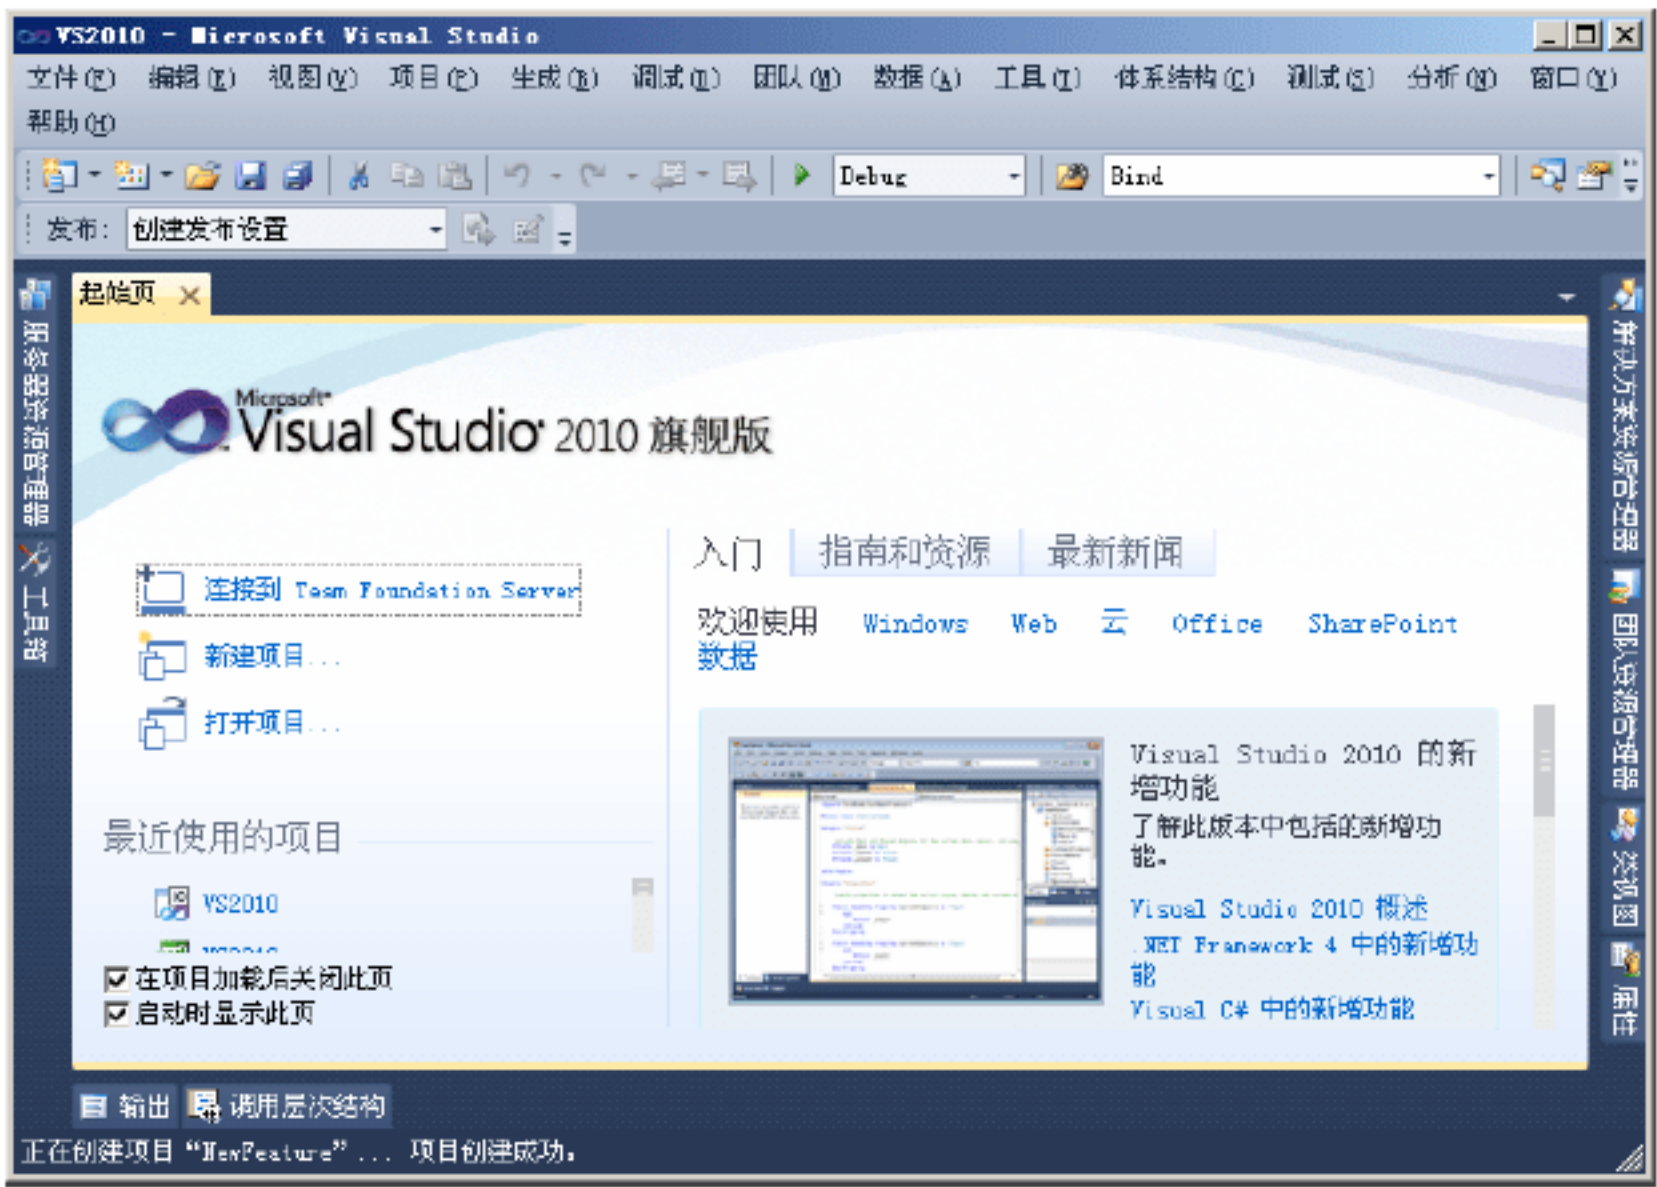 VS2010 - Microsoft Visual Studio
文件(F) 编辑(E) 视图(V) 项目(P) 生成(B) 调试(D) 团队(M) 数据(A) 工具(T) 体系结构(C) 测试(S) 分析(N) 窗口(Y)
帮助(H)
Debug Bind
发布: 创建发布设置
起始页
服务器资源管理器
工具箱
Microsoft
Visual Studio 2010 旗舰版
连接到 Team Foundation Server
新建项目...
打开项目...
最近使用的项目
VS2010
在项目加载后关闭此页
启动时显示此页
入门 指南和资源 最新新闻
欢迎使用 Windows Web 云 Office SharePoint
数据
Visual Studio 2010 的新
增功能
了解此版本中包括的新增功
能。
Visual Studio 2010 概述
.NET Framework 4 中的新增功
能
Visual C# 中的新增功能
解决方案资源管理器
团队资源管理器
类视图
属性
输出 调用层次结构
正在创建项目“NewFeature”... 项目创建成功。